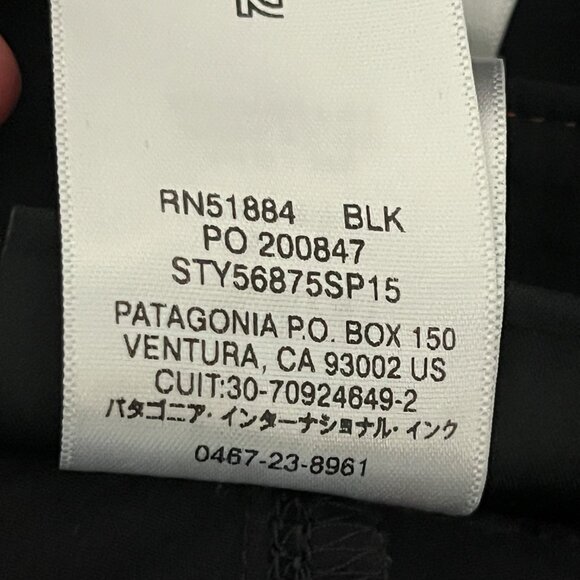 RN51884 BLK
PO 200847
STY56875SP15
PATAGONIA P.O. BOX 150
VENTURA, CA 93002 US
CUIT:30-70924649-2
パタゴニア・インターナショナル・インク
0467-23-8961